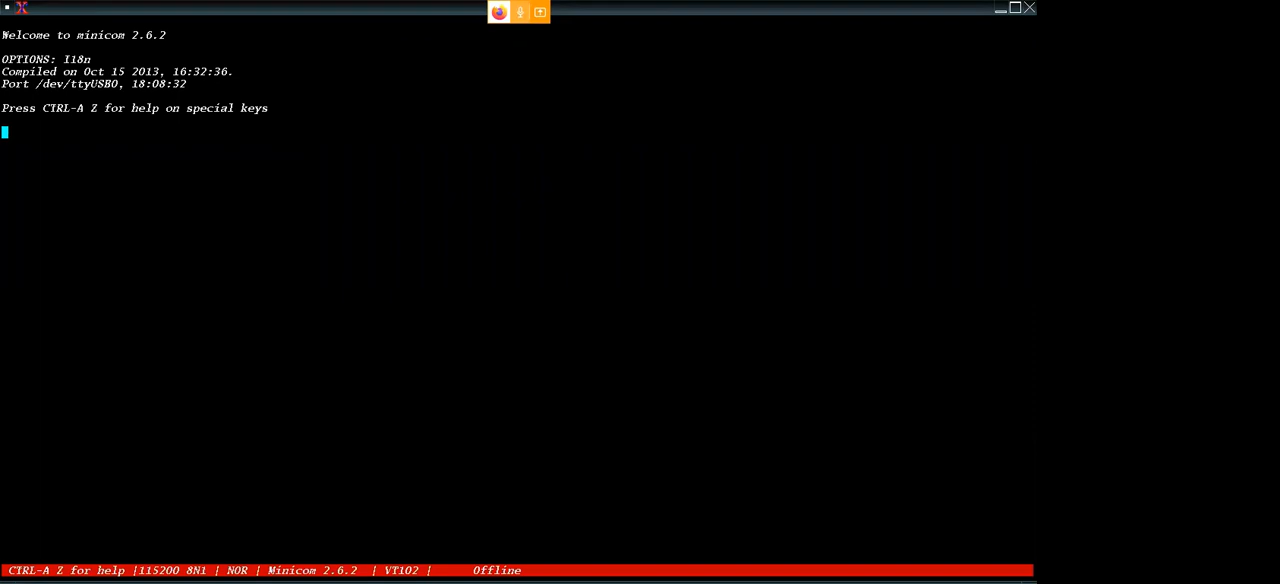 Welcome to minicom 2.6.2
OPTIONS: I18n
Compiled on Oct 15 2013, 16:32:36.
Port /dev/ttyUSB0, 18:08:32
Press CTRL-A Z for help on special keys
CTRL-A Z for help |115200 8N1 | NOR | Minicom 2.6.2 | VT102 | Offline